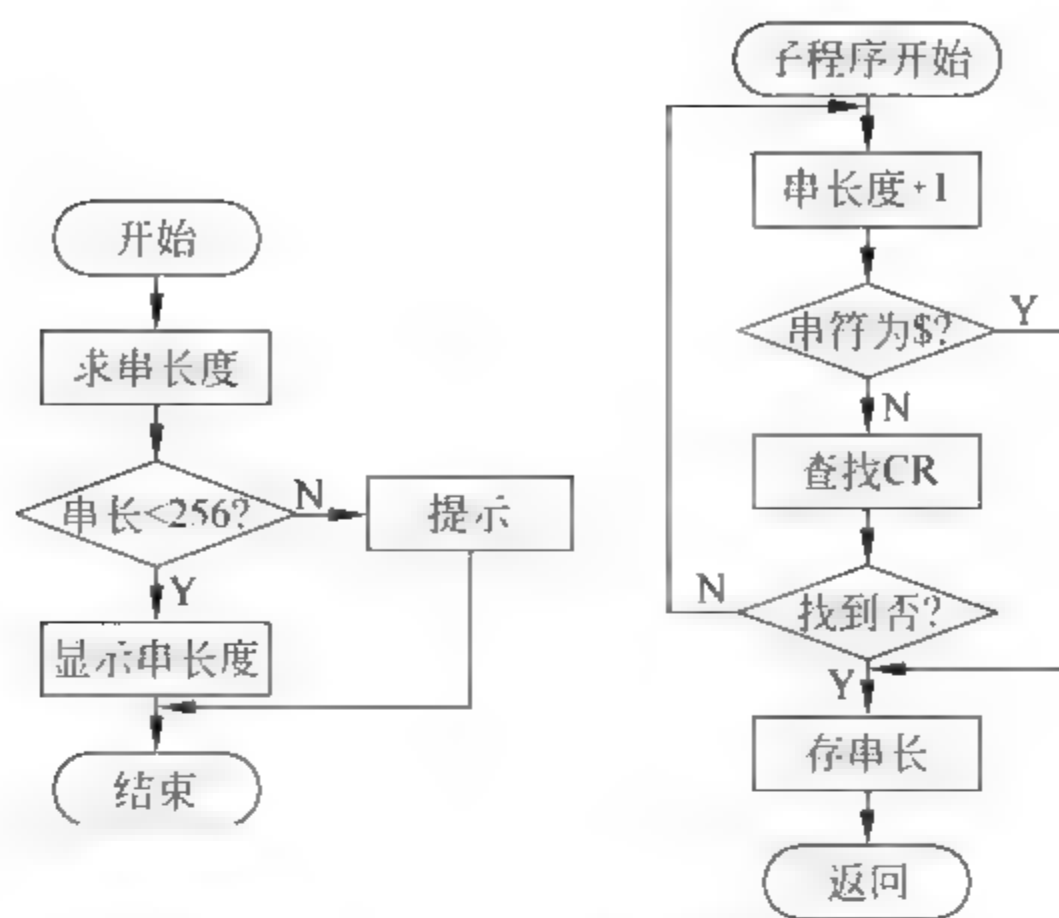 开始
求串长度
串长<256?
N
提示
Y
显示串长度
结束
子程序开始
串长度+1
串符为$?
Y
N
查找CR
找到否?
N
Y
存串长
返回